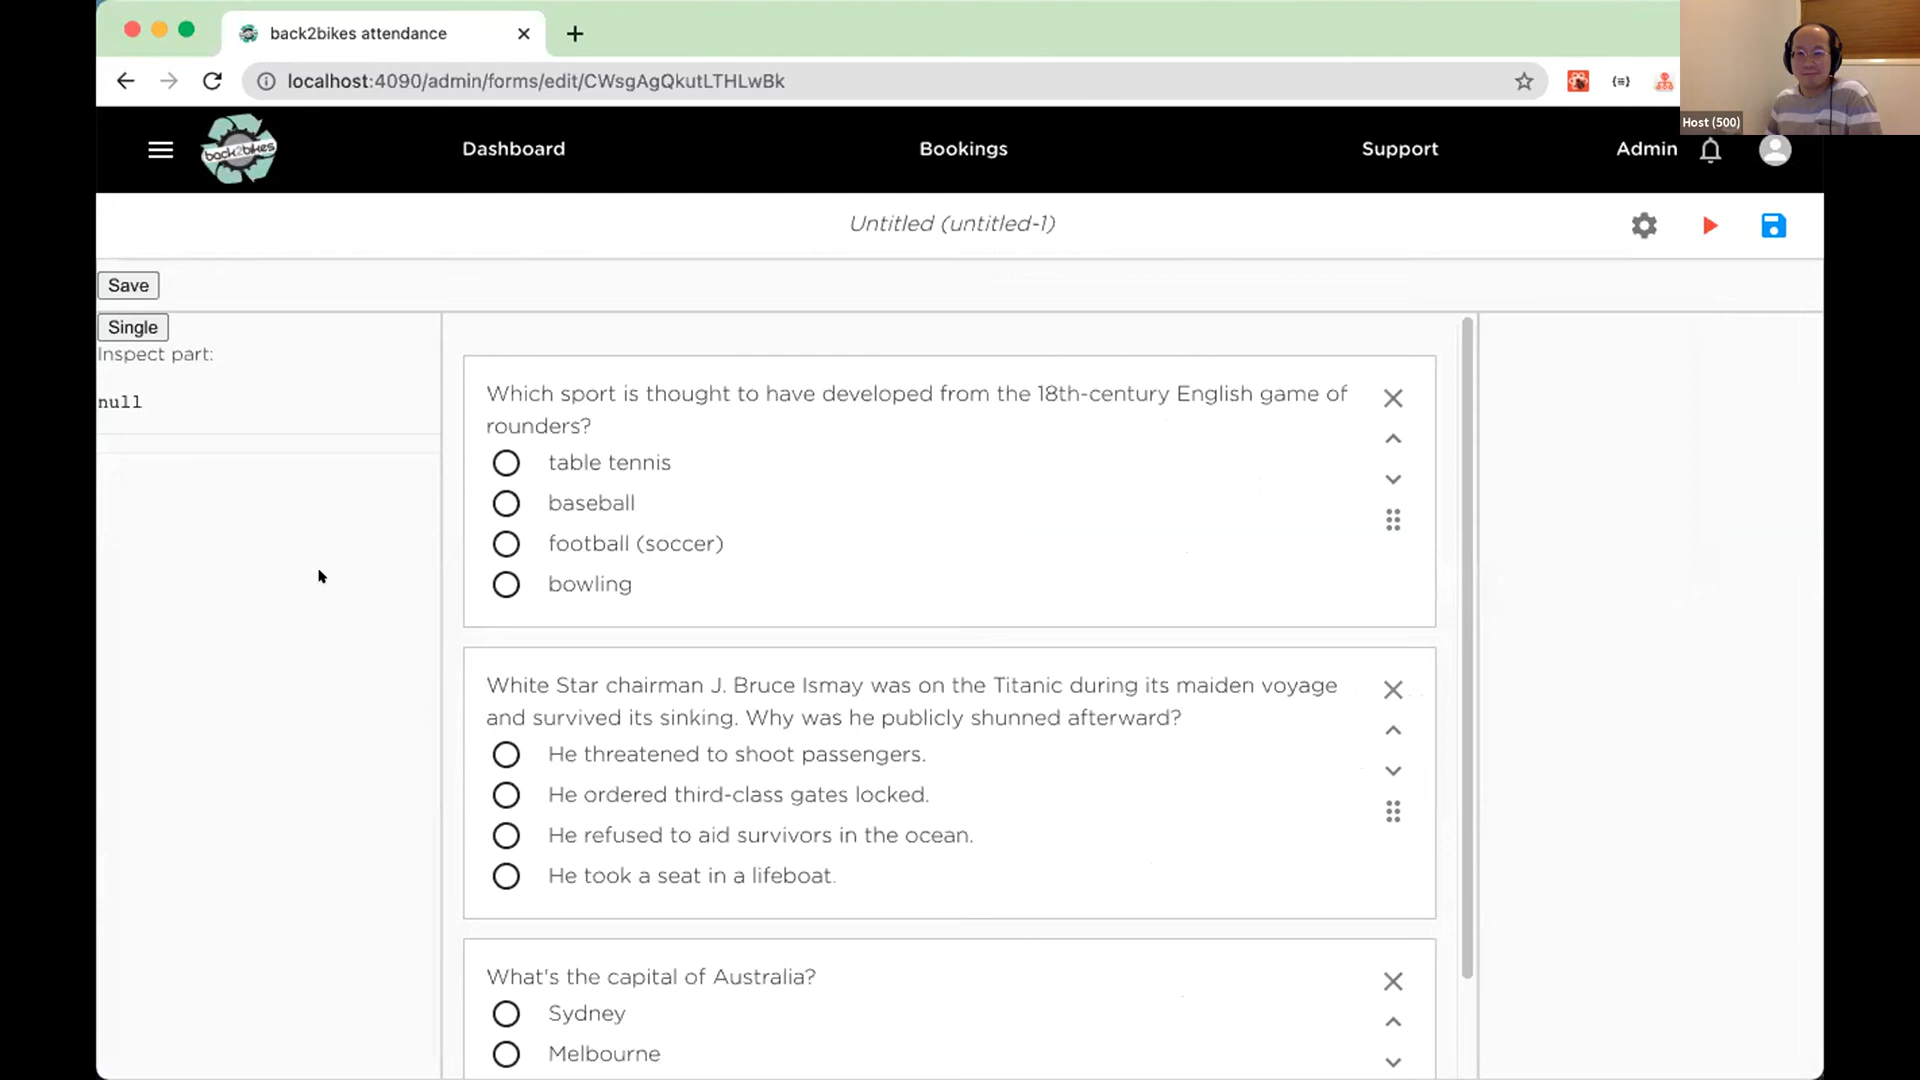 back2bikes attendance
localhost:4090/admin/forms/edit/CWsgAgQkutLTHLwBk
Host (500)
back2bikes
Dashboard
Bookings
Support
Admin
Untitled (untitled-1)
Save
Single
Inspect part:
null
Which sport is thought to have developed from the 18th-century English game of
rounders?
table tennis
baseball
football (soccer)
bowling
White Star chairman J. Bruce Ismay was on the Titanic during its maiden voyage
and survived its sinking. Why was he publicly shunned afterward?
He threatened to shoot passengers.
He ordered third-class gates locked.
He refused to aid survivors in the ocean.
He took a seat in a lifeboat.
What's the capital of Australia?
Sydney
Melbourne